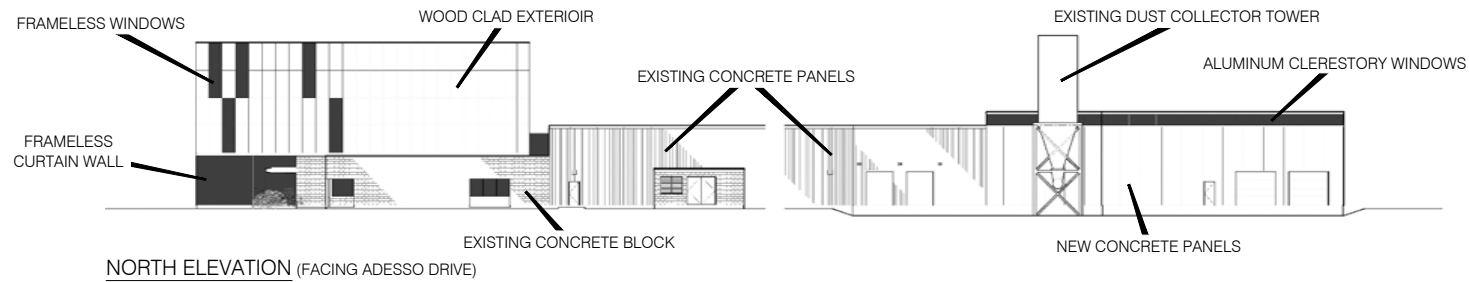 FRAMELESS WINDOWS
WOOD CLAD EXTERIOIR
EXISTING DUST COLLECTOR TOWER
EXISTING CONCRETE PANELS
ALUMINUM CLERESTORY WINDOWS
FRAMELESS
CURTAIN WALL
EXISTING CONCRETE BLOCK
NEW CONCRETE PANELS
NORTH ELEVATION (FACING ADESSO DRIVE)